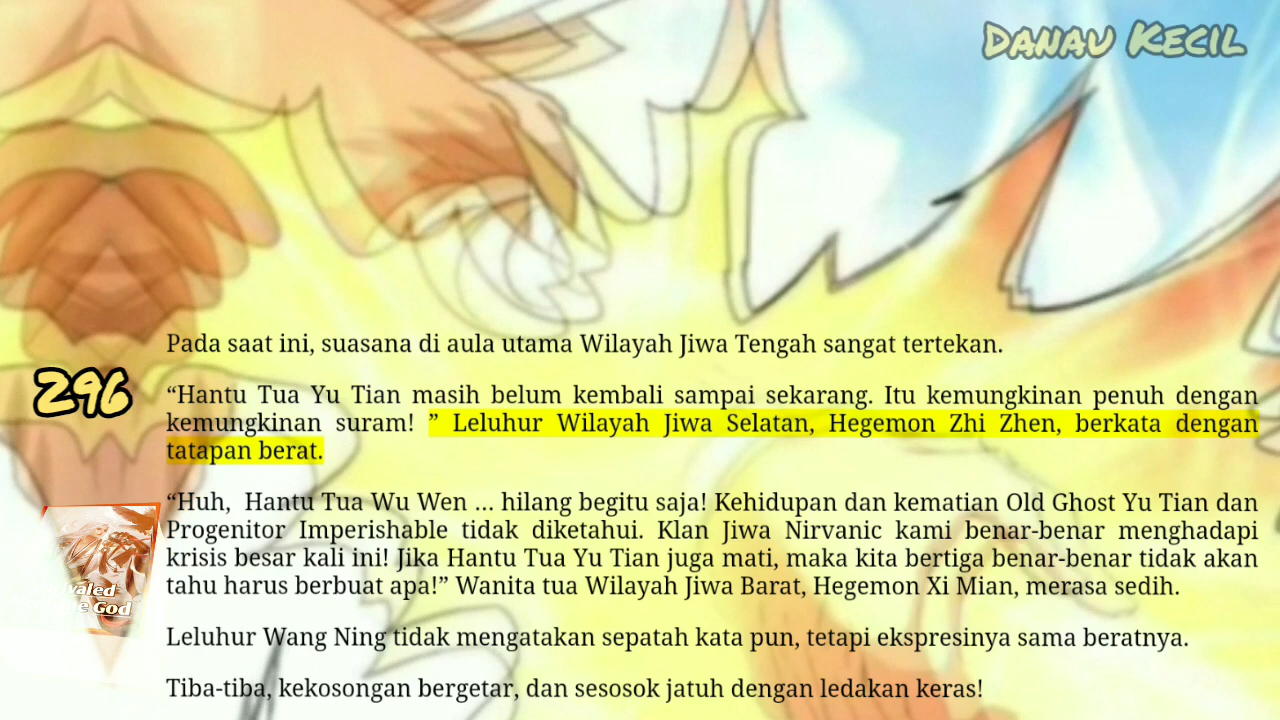 Danau Kecil
Pada saat ini, suasana di aula utama Wilayah Jiwa Tengah sangat tertekan.
“Hantu Tua Yu Tian masih belum kembali sampai sekarang. Itu kemungkinan penuh dengan
kemungkinan suram! ” Leluhur Wilayah Jiwa Selatan, Hegemon Zhi Zhen, berkata dengan
tatapan berat.
296
“Huh,  Hantu Tua Wu Wen ... hilang begitu saja! Kehidupan dan kematian Old Ghost Yu Tian dan
Progenitor Imperishable tidak diketahui. Klan Jiwa Nirvanic kami benar-benar menghadapi
krisis besar kali ini! Jika Hantu Tua Yu Tian juga mati, maka kita bertiga benar-benar tidak akan
tahu harus berbuat apa!” Wanita tua Wilayah Jiwa Barat, Hegemon Xi Mian, merasa sedih.
God
Leluhur Wang Ning tidak mengatakan sepatah kata pun, tetapi ekspresinya sama beratnya.
Tiba-tiba, kekosongan bergetar, dan sesosok jatuh dengan ledakan keras!